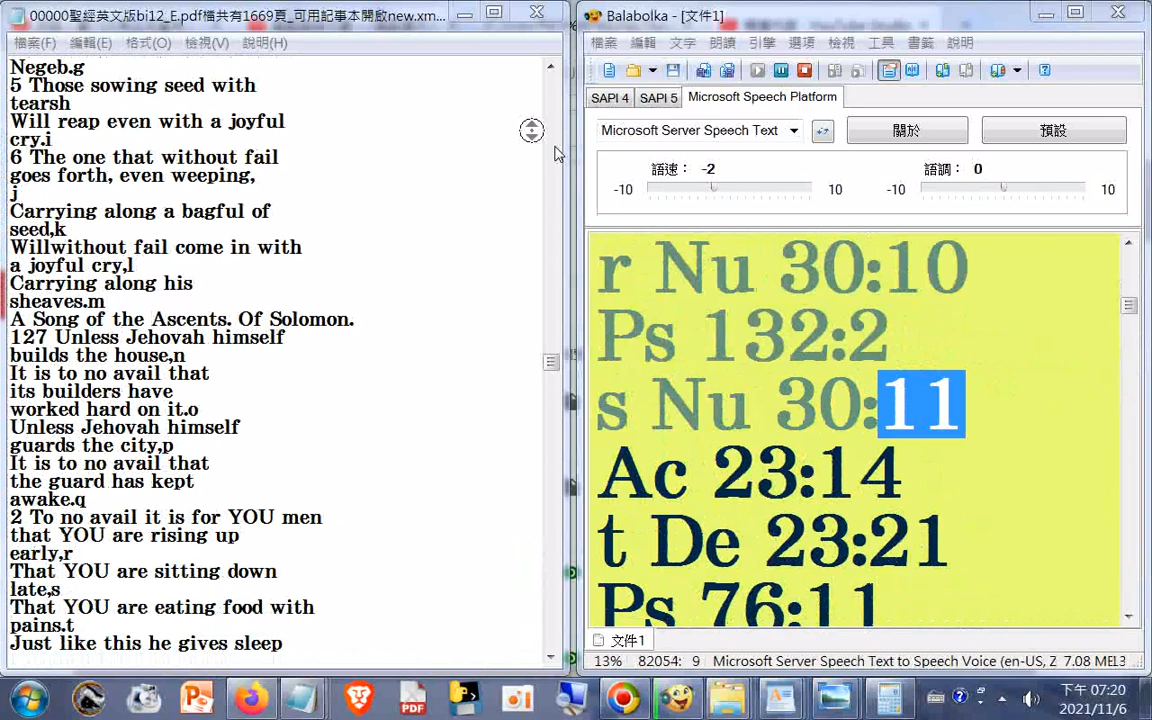 00000聖經英文版bi12_E.pdf檔共有1669頁_可用記事本開啟new.xm...
檔案(F) 編輯(E) 格式(O) 檢視(V) 說明(H)
Negeb.g
5 Those sowing seed with
tearsh
Will reap even with a joyful
cry.i
6 The one that without fail
goes forth, even weeping,
j
Carrying along a bagful of
seed,k
Willwithout fail come in with
a joyful cry,l
Carrying along his
sheaves.m
A Song of the Ascents. Of Solomon.
127 Unless Jehovah himself
builds the house,n
It is to no avail that
its builders have
worked hard on it.o
Unless Jehovah himself
guards the city,p
It is to no avail that
the guard has kept
awake.q
2 To no avail it is for YOU men
that YOU are rising up
early,r
That YOU are sitting down
late,s
That YOU are eating food with
pains.t
Just like this he gives sleep
Balabolka - [文件1]
檔案 編輯 文字 朗讀 引擎 選項 檢視 工具 書籤 說明
SAPI 4 SAPI 5 Microsoft Speech Platform
Microsoft Server Speech Text 關於 預設
語速: -2 語調: 0
-10 10 -10 10
r Nu 30:10
Ps 132:2
s Nu 30:11
Ac 23:14
t De 23:21
Ps 76:11
文件1
13% 82054: 9 Microsoft Server Speech Text to Speech Voice (en-US, Z 7.08 ME
下午 07:20
2021/11/6